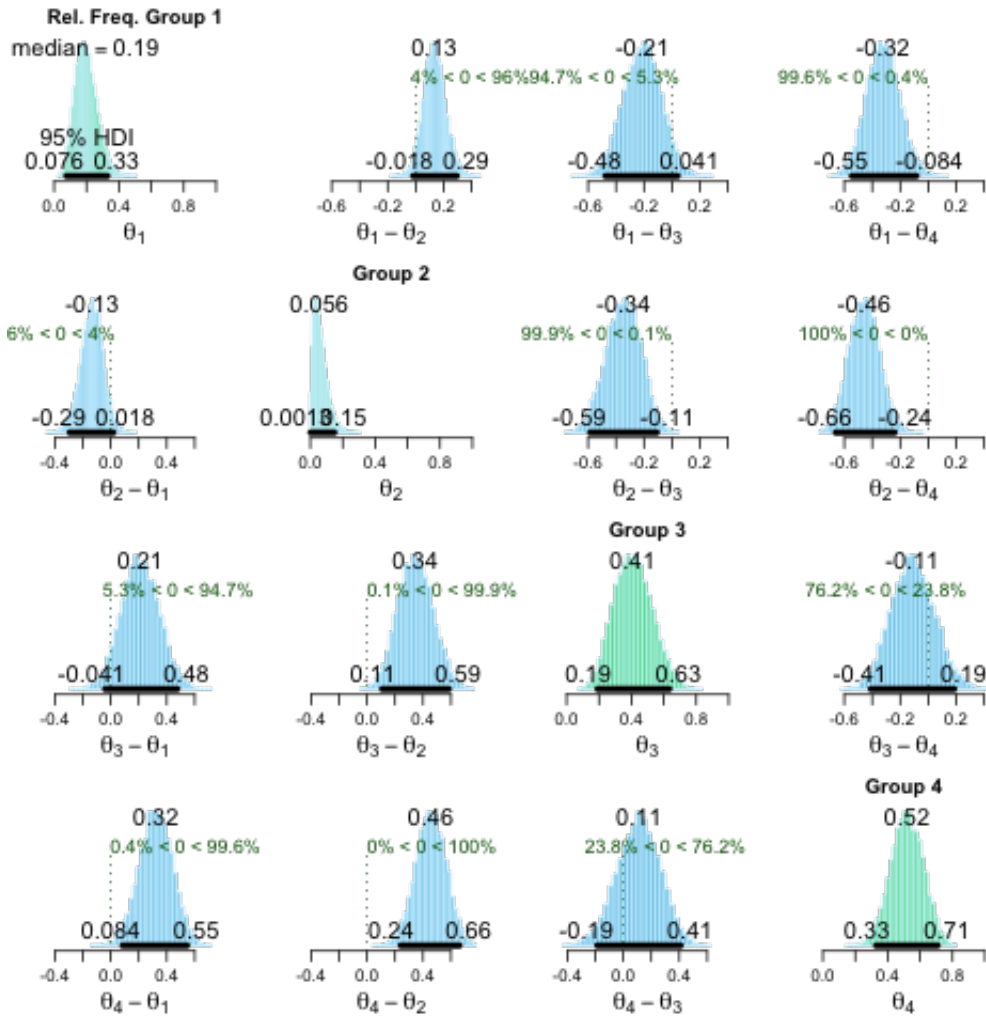 Rel. Freq. Group 1
median = 0.19
95% HDI
0.076 0.33
0.0 0.4 0.8
θ1
0.13
4% < 0 < 96%
-0.018 0.29
-0.6 -0.2 0.2
θ1 − θ2
-0.21
94.7% < 0 < 5.3%
-0.48 0.041
-0.6 -0.2 0.2
θ1 − θ3
-0.32
99.6% < 0 < 0.4%
-0.55 -0.084
-0.6 -0.2 0.2
θ1 − θ4
-0.13
6% < 0 < 4%
-0.29 0.018
-0.4 0.0 0.4
θ2 − θ1
Group 2
0.056
0.0013 0.15
0.0 0.4 0.8
θ2
-0.34
99.9% < 0 < 0.1%
-0.59 -0.11
-0.6 -0.2 0.2
θ2 − θ3
-0.46
100% < 0 < 0%
-0.66 -0.24
-0.6 -0.2 0.2
θ2 − θ4
0.21
5.3% < 0 < 94.7%
-0.041 0.48
-0.4 0.0 0.4
θ3 − θ1
0.34
0.1% < 0 < 99.9%
0.11 0.59
-0.4 0.0 0.4
θ3 − θ2
Group 3
0.41
0.19 0.63
0.0 0.4 0.8
θ3
-0.11
76.2% < 0 < 23.8%
-0.41 0.19
-0.6 -0.2 0.2
θ3 − θ4
0.32
0.4% < 0 < 99.6%
0.084 0.55
-0.4 0.0 0.4
θ4 − θ1
0.46
0% < 0 < 100%
0.24 0.66
-0.4 0.0 0.4
θ4 − θ2
0.11
23.8% < 0 < 76.2%
-0.19 0.41
-0.4 0.0 0.4
θ4 − θ3
Group 4
0.52
0.33 0.71
0.0 0.4 0.8
θ4